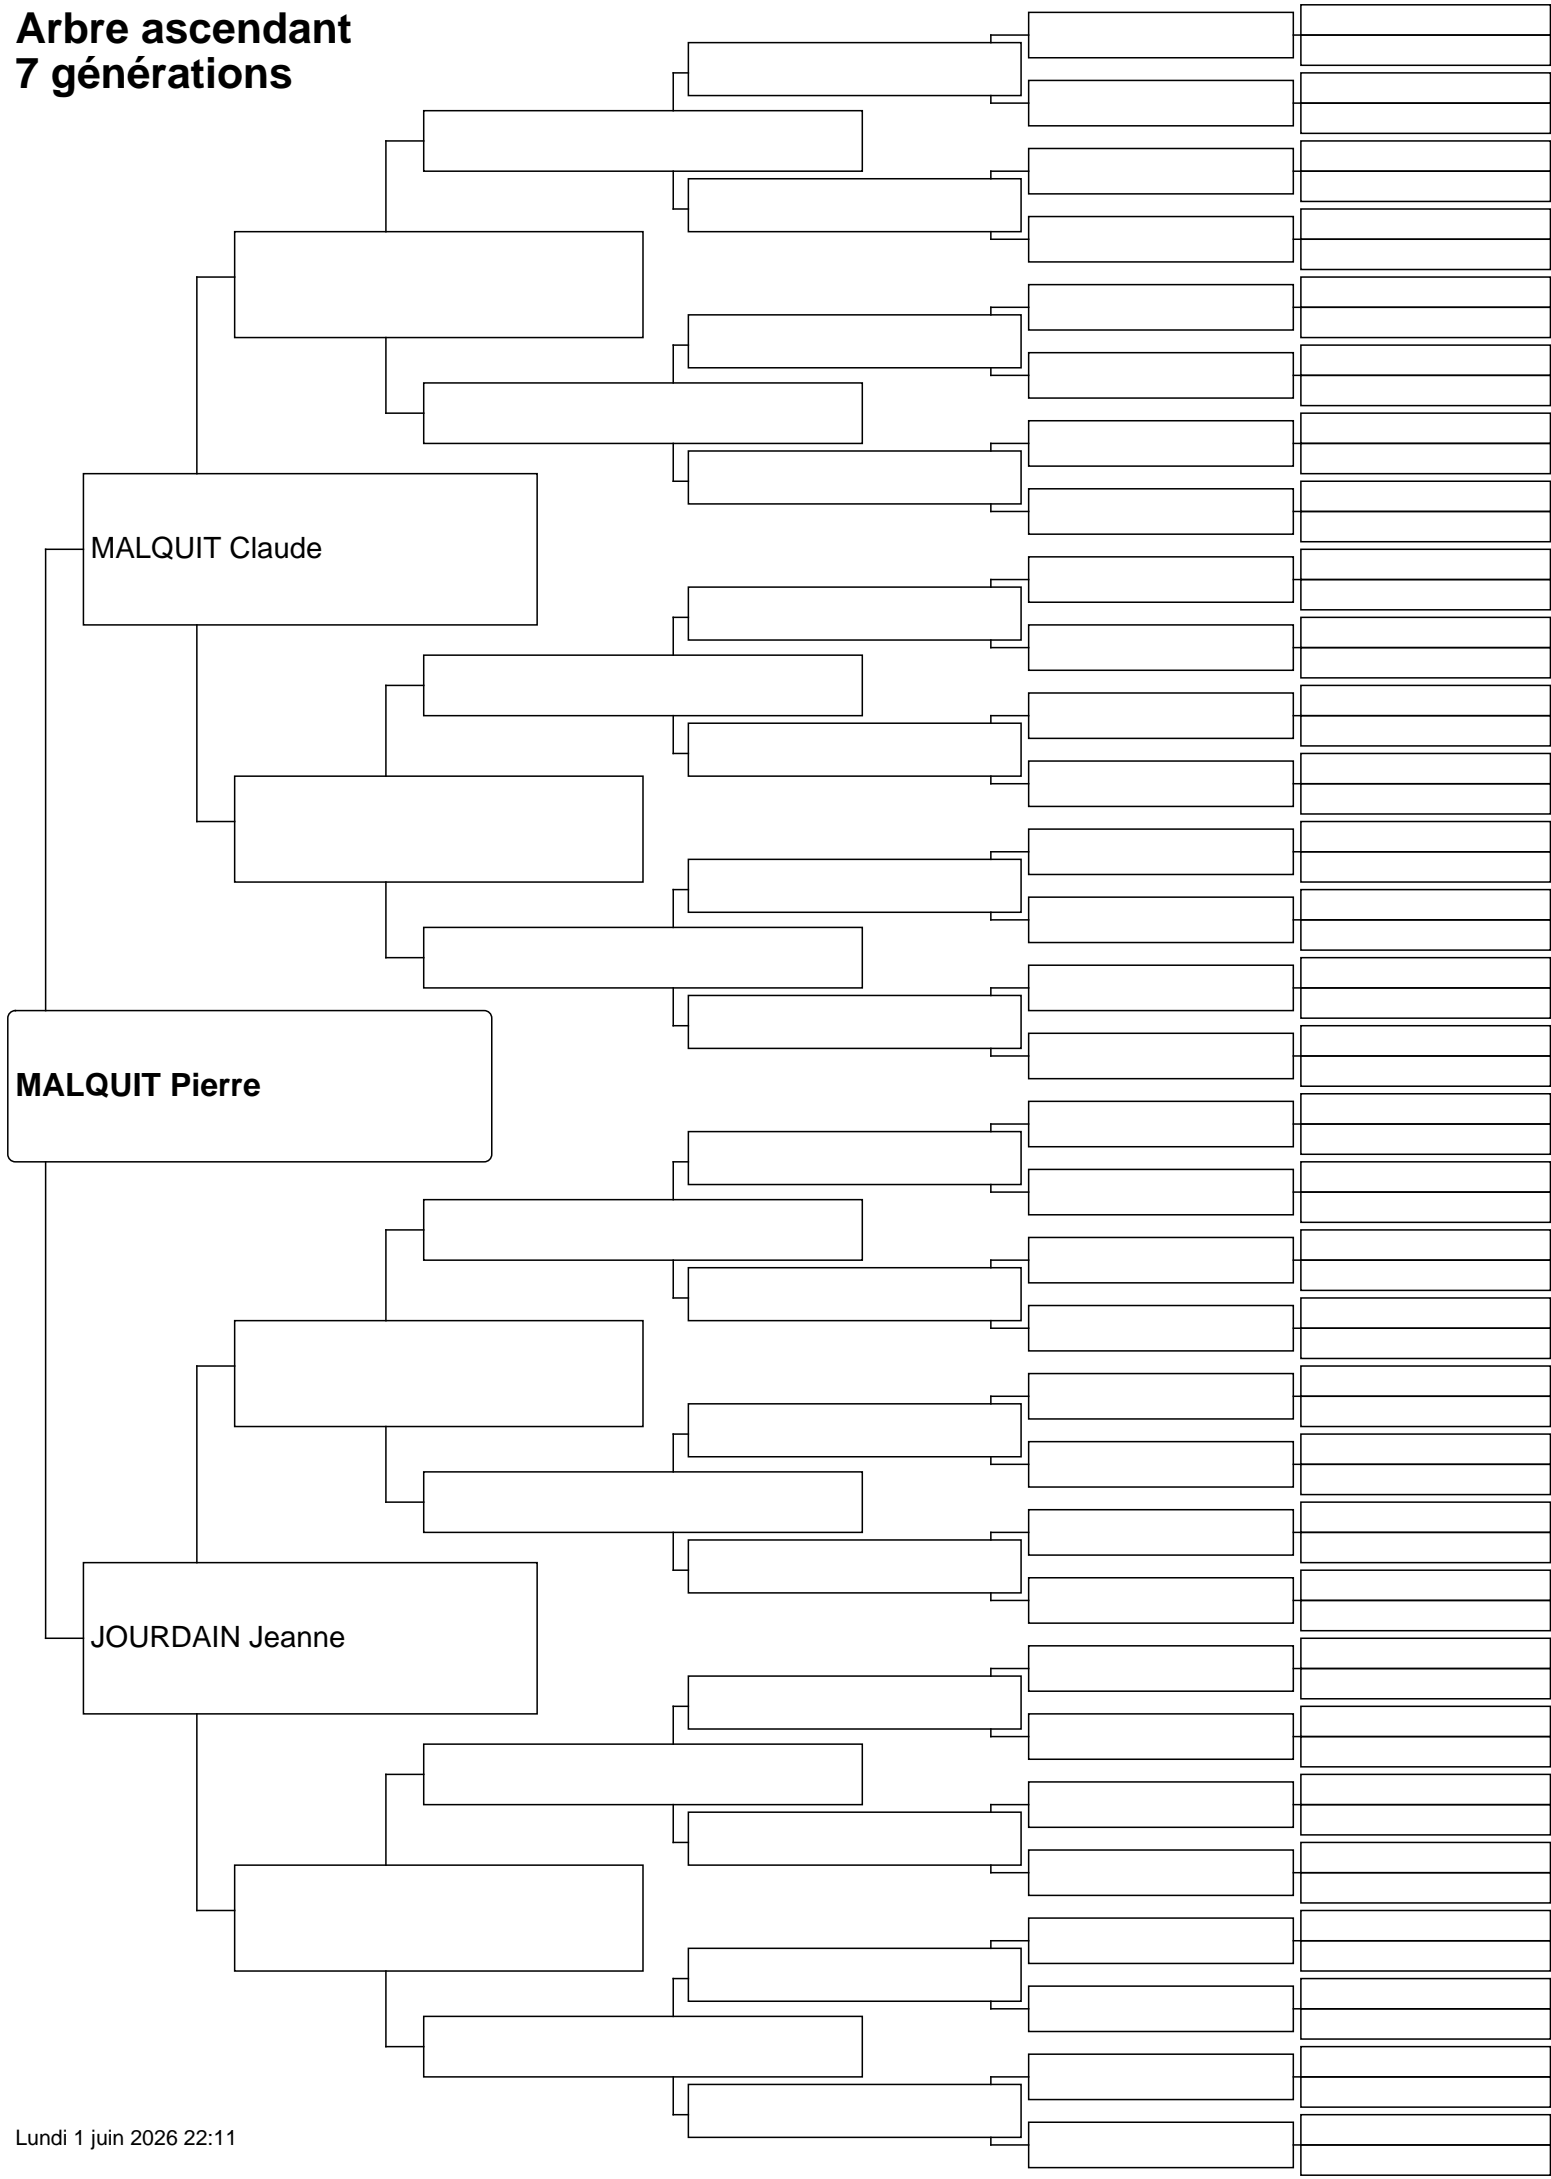 Arbre ascendant
7 générations
MALQUIT Claude
MALQUIT Pierre
JOURDAIN Jeanne
Lundi 1 juin 2026 22:11